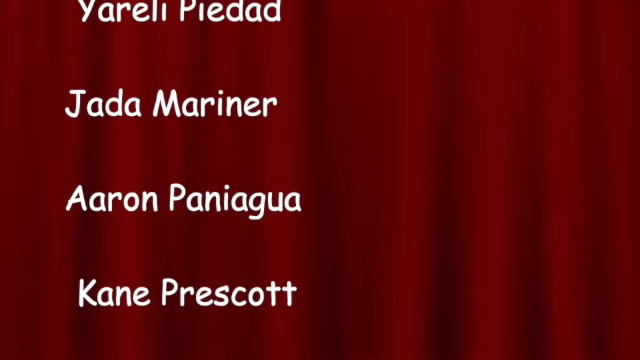 Yareli Piedad
Jada Mariner
Aaron Paniagua
Kane Prescott